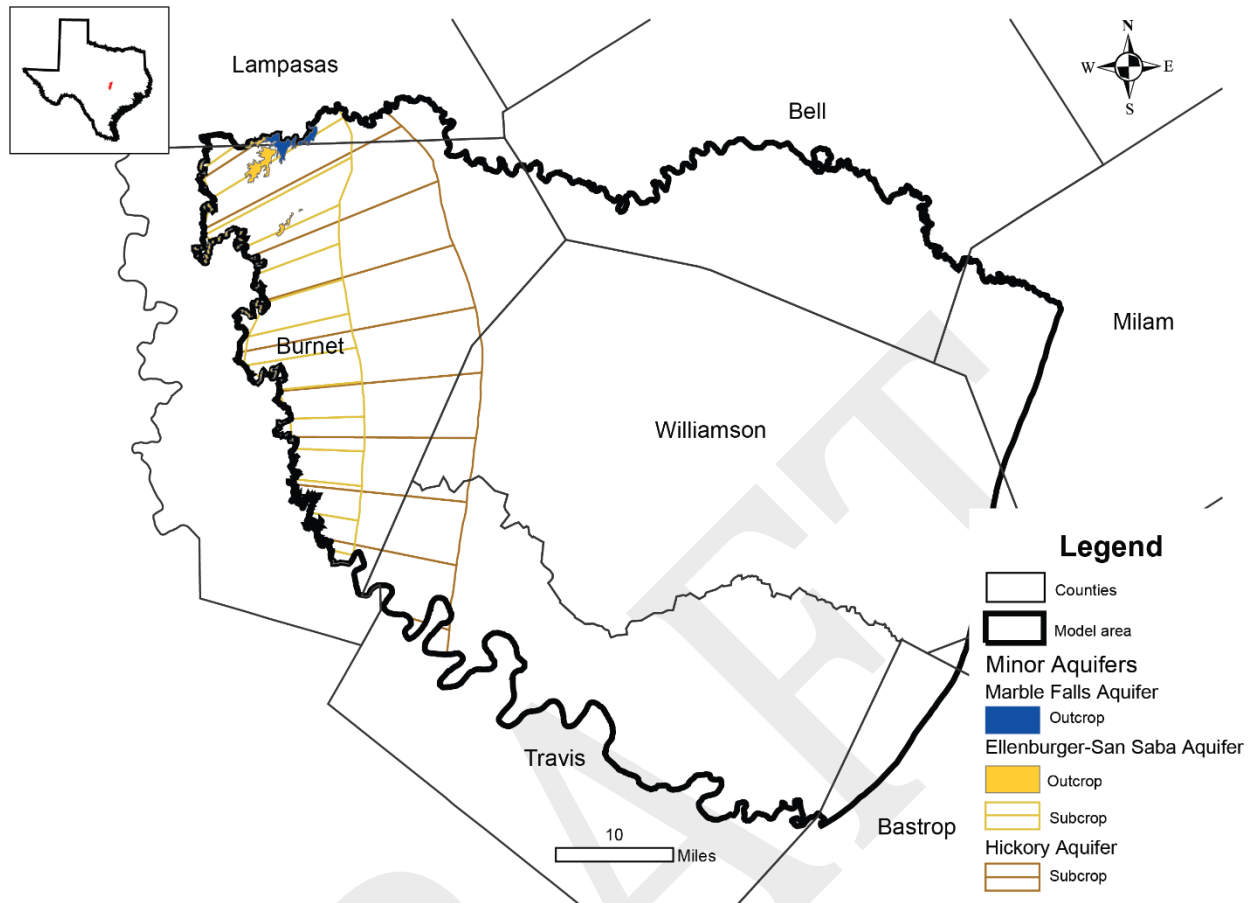 Lampasas
N
W E
S
Bell
Milam
Burnet
Williamson
Travis
Bastrop
10
Miles
DRAFT
Legend
Counties
Model area
Minor Aquifers
Marble Falls Aquifer
Outcrop
Ellenburger-San Saba Aquifer
Outcrop
Subcrop
Hickory Aquifer
Subcrop